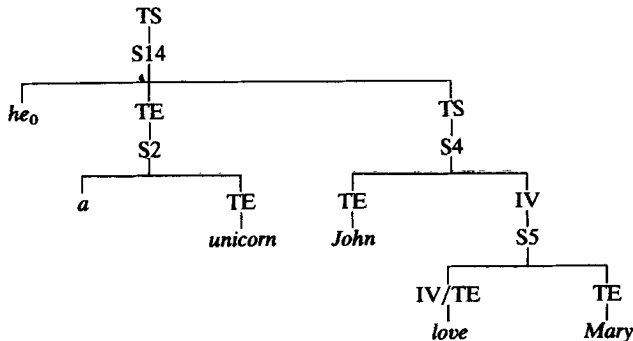 TS
S14
he₀ TE TS
S2 S4
a TE TE IV
unicorn John S5
IV/TE TE
love Mary